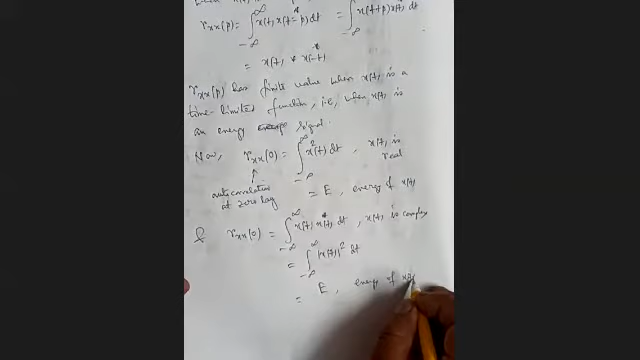 r_xx(p) = ∫_{-∞}^{∞} x(t) x(t-p)* dt = ∫_{-∞}^{∞} x(t+p) x(t)* dt
= x(t) * x(-t)*
r_xx(p) has finite value when x(t) is a
time-limited function, i.e., when x(t) is
an energy signal.
Now, r_xx(0) = ∫_{-∞}^{∞} x²(t) dt, x(t) is real
↑
autocorrelation at zero lag
= E, energy of x(t)
& r_xx(0) = ∫_{-∞}^{∞} x(t) x*(t) dt, x(t) is complex
= ∫_{-∞}^{∞} |x(t)|² dt
= E, energy of x(t)